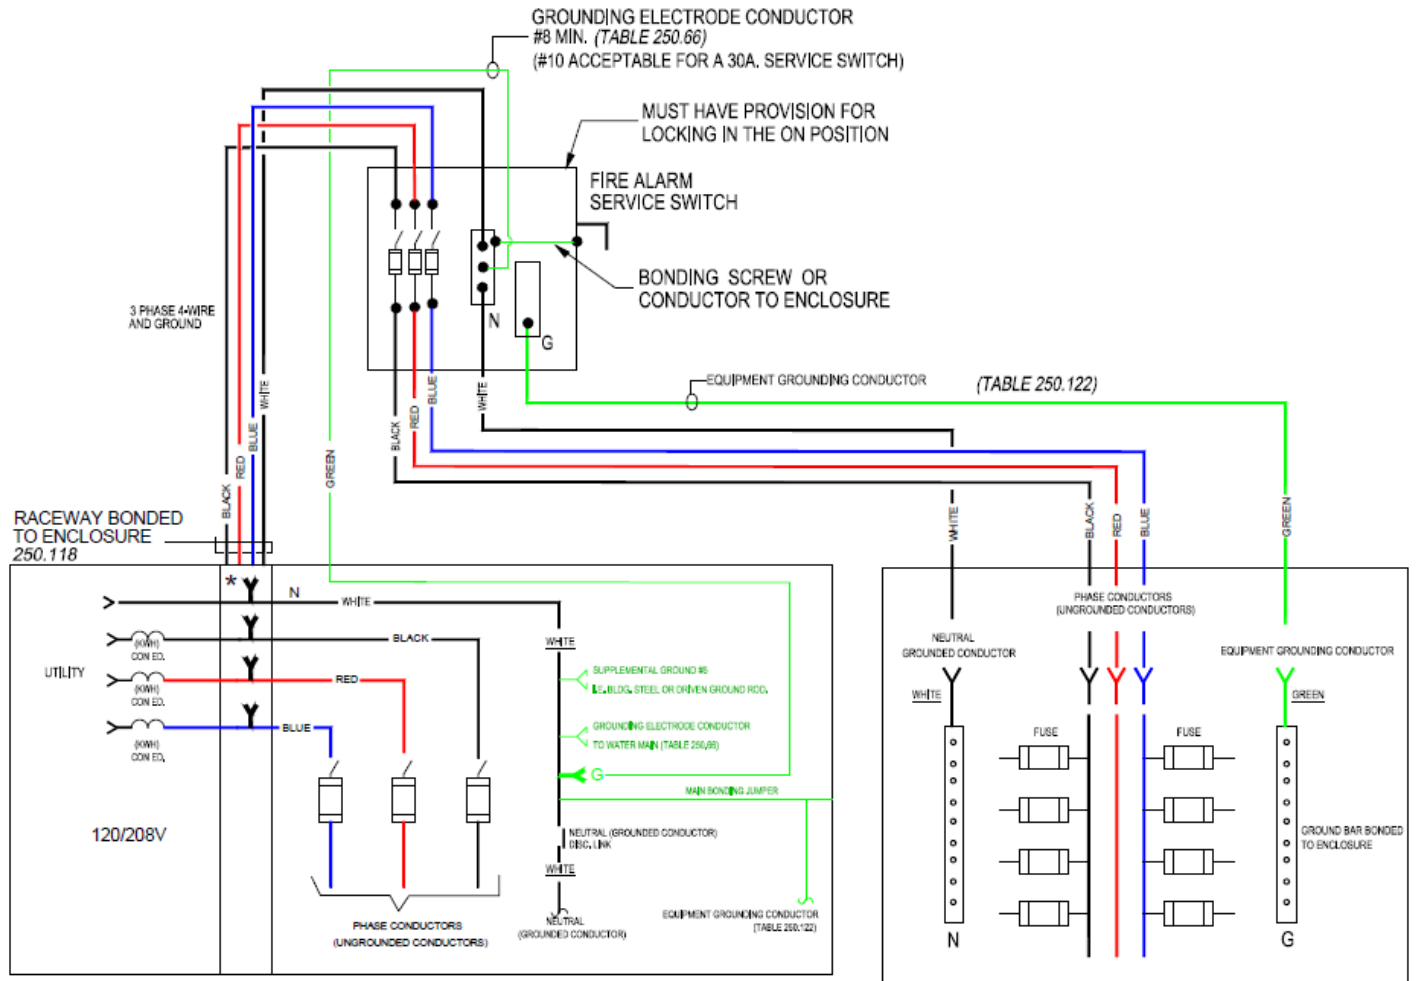 GROUNDING ELECTRODE CONDUCTOR
#8 MIN. (TABLE 250.66)
(#10 ACCEPTABLE FOR A 30A. SERVICE SWITCH)
MUST HAVE PROVISION FOR
LOCKING IN THE ON POSITION
FIRE ALARM
SERVICE SWITCH
BONDING SCREW OR
CONDUCTOR TO ENCLOSURE
N
G
3 PHASE 4-WIRE
AND GROUND
EQUIPMENT GROUNDING CONDUCTOR
(TABLE 250.122)
BLACK
RED
BLUE
WHITE
GREEN
BLACK
RED
BLUE
WHITE
WHITE
BLACK
RED
BLUE
GREEN
RACEWAY BONDED
TO ENCLOSURE
250.118
*
N
WHITE
BLACK
RED
BLUE
UTILITY
(KWH)
CON ED.
(KWH)
CON ED.
(KWH)
CON ED.
120/208V
WHITE
SUPPLEMENTAL GROUND #6
I.E. BLDG. STEEL OR DRIVEN GROUND ROD.
GROUNDING ELECTRODE CONDUCTOR
TO WATER MAIN (TABLE 250.66)
G
MAIN BONDING JUMPER
NEUTRAL (GROUNDED CONDUCTOR)
DISC. LINK
WHITE
NEUTRAL
(GROUNDED CONDUCTOR)
EQUIPMENT GROUNDING CONDUCTOR
(TABLE 250.122)
PHASE CONDUCTORS
(UNGROUNDED CONDUCTORS)
PHASE CONDUCTORS
(UNGROUNDED CONDUCTORS)
NEUTRAL
GROUNDED CONDUCTOR
EQUIPMENT GROUNDING CONDUCTOR
WHITE
GREEN
FUSE
FUSE
GROUND BAR BONDED
TO ENCLOSURE
N
G